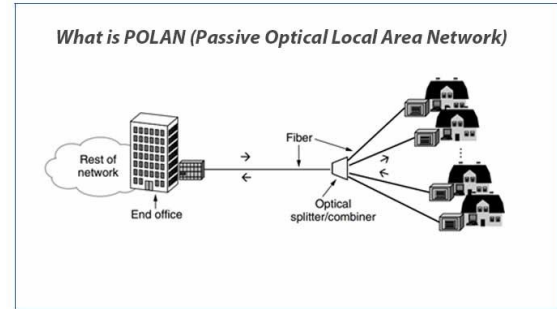 What is POLAN (Passive Optical Local Area Network)
Rest of
network
End office
Fiber
Optical
splitter/combiner